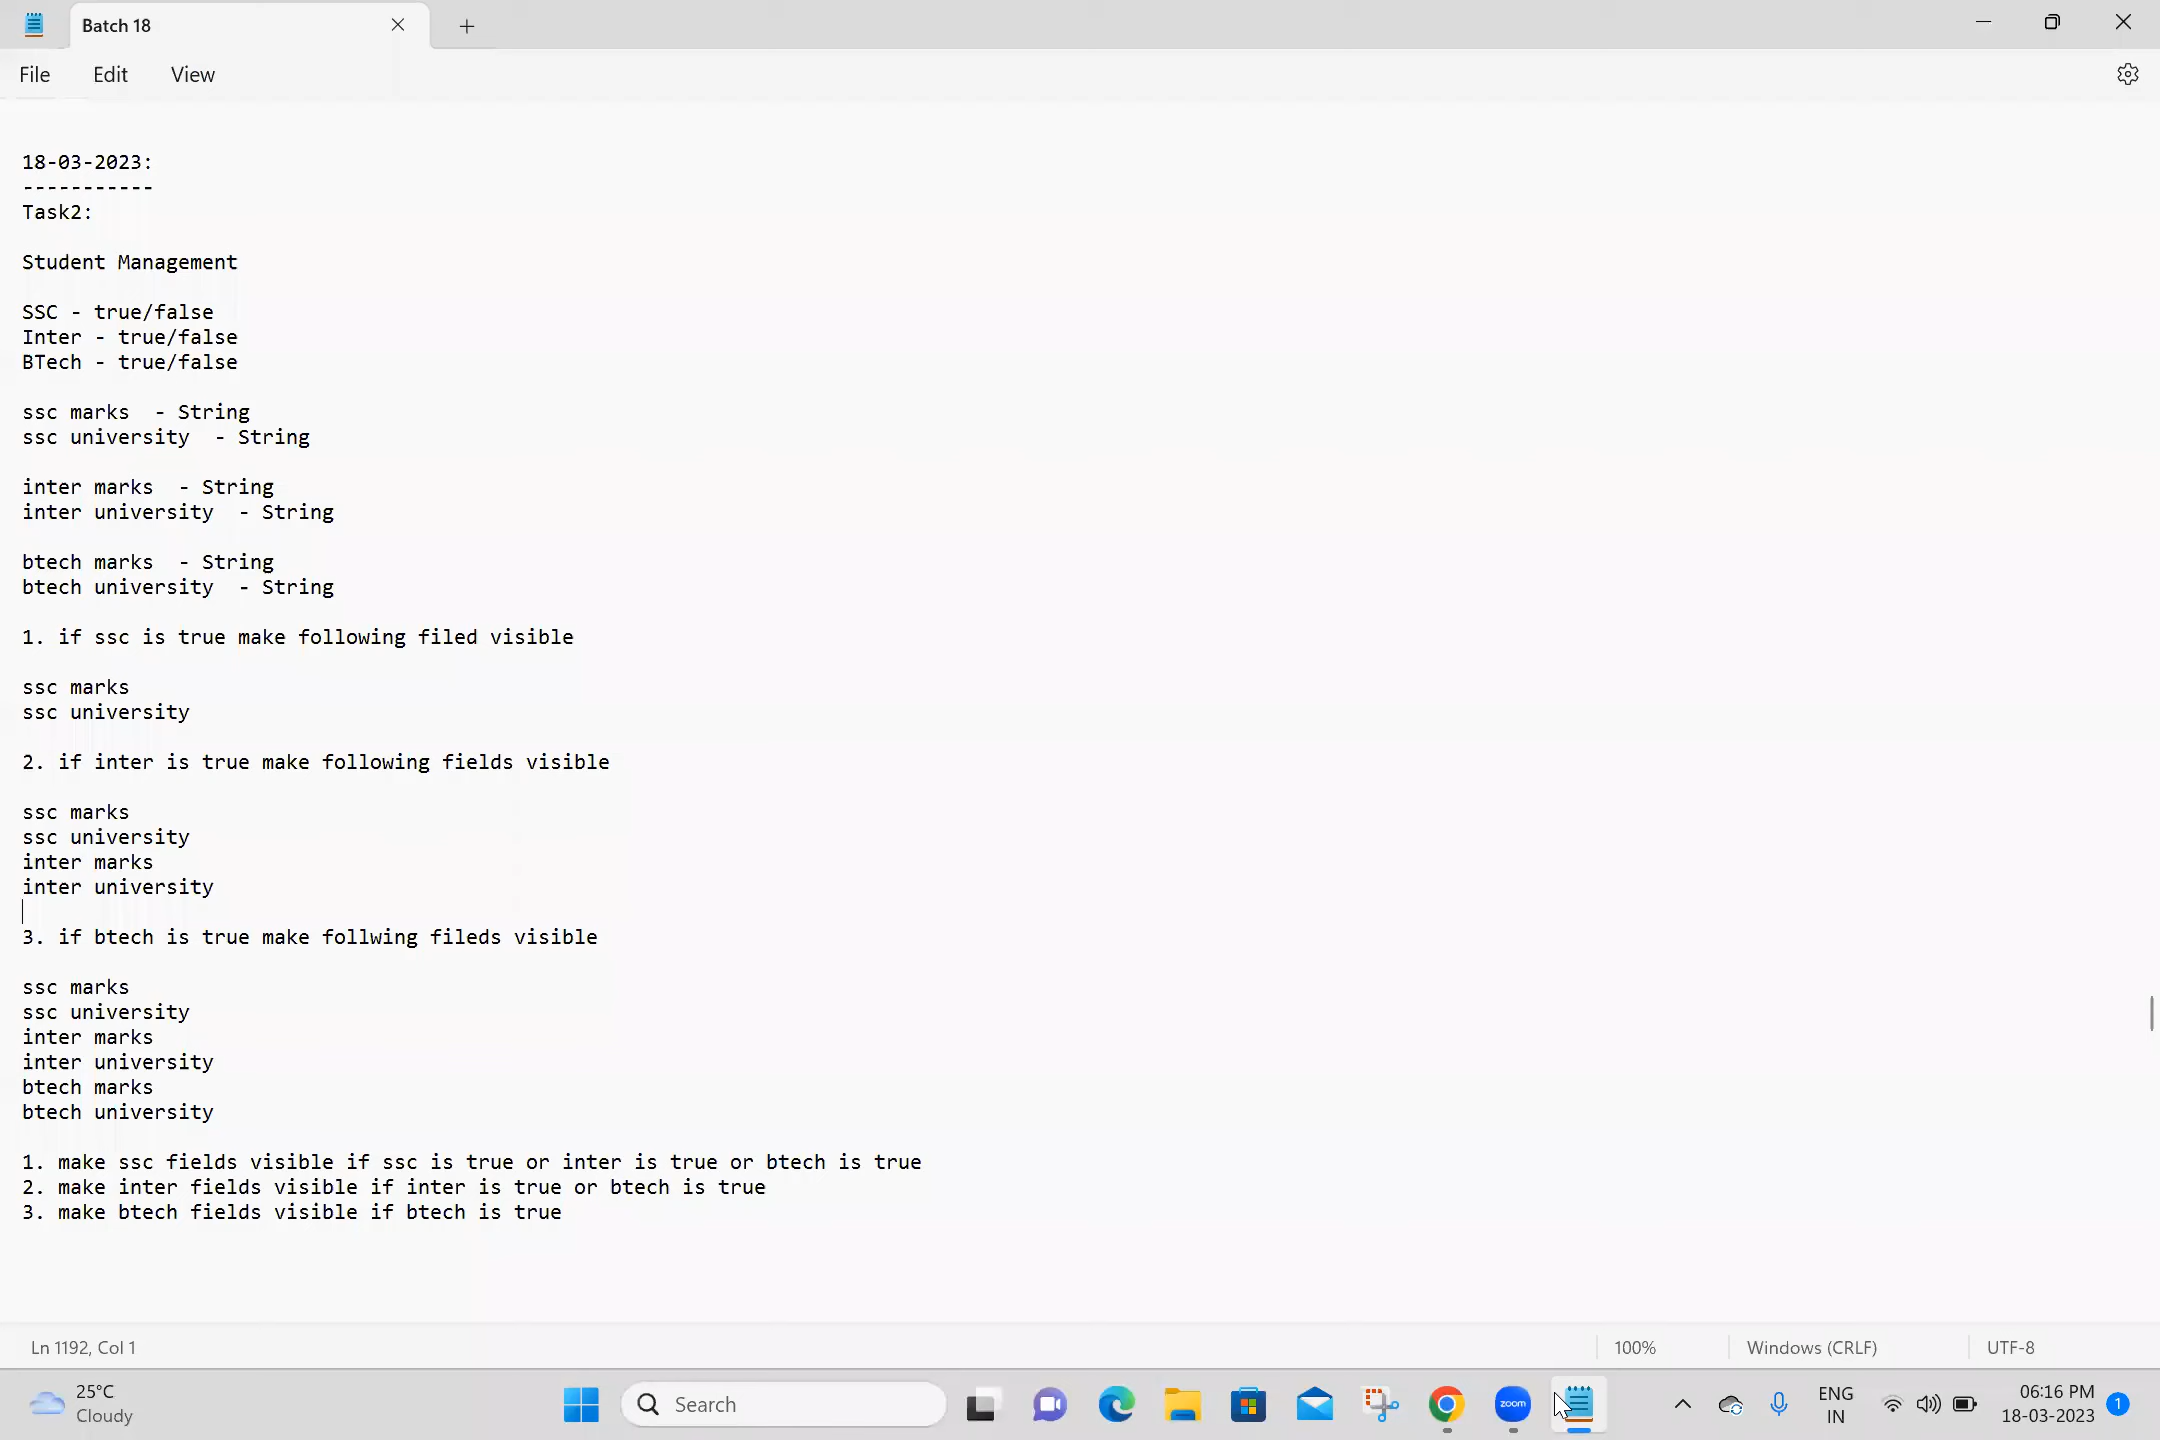 Batch 18
File Edit View
18-03-2023:
-----------
Task2:
Student Management
SSC - true/false
Inter - true/false
BTech - true/false
ssc marks  - String
ssc university  - String
inter marks  - String
inter university  - String
btech marks  - String
btech university  - String
1. if ssc is true make following filed visible
ssc marks
ssc university
2. if inter is true make following fields visible
ssc marks
ssc university
inter marks
inter university
3. if btech is true make follwing fileds visible
ssc marks
ssc university
inter marks
inter university
btech marks
btech university
1. make ssc fields visible if ssc is true or inter is true or btech is true
2. make inter fields visible if inter is true or btech is true
3. make btech fields visible if btech is true
Ln 1192, Col 1 100% Windows (CRLF) UTF-8
25°C
Cloudy
Search
zoom
ENG
IN
06:16 PM
18-03-2023
1